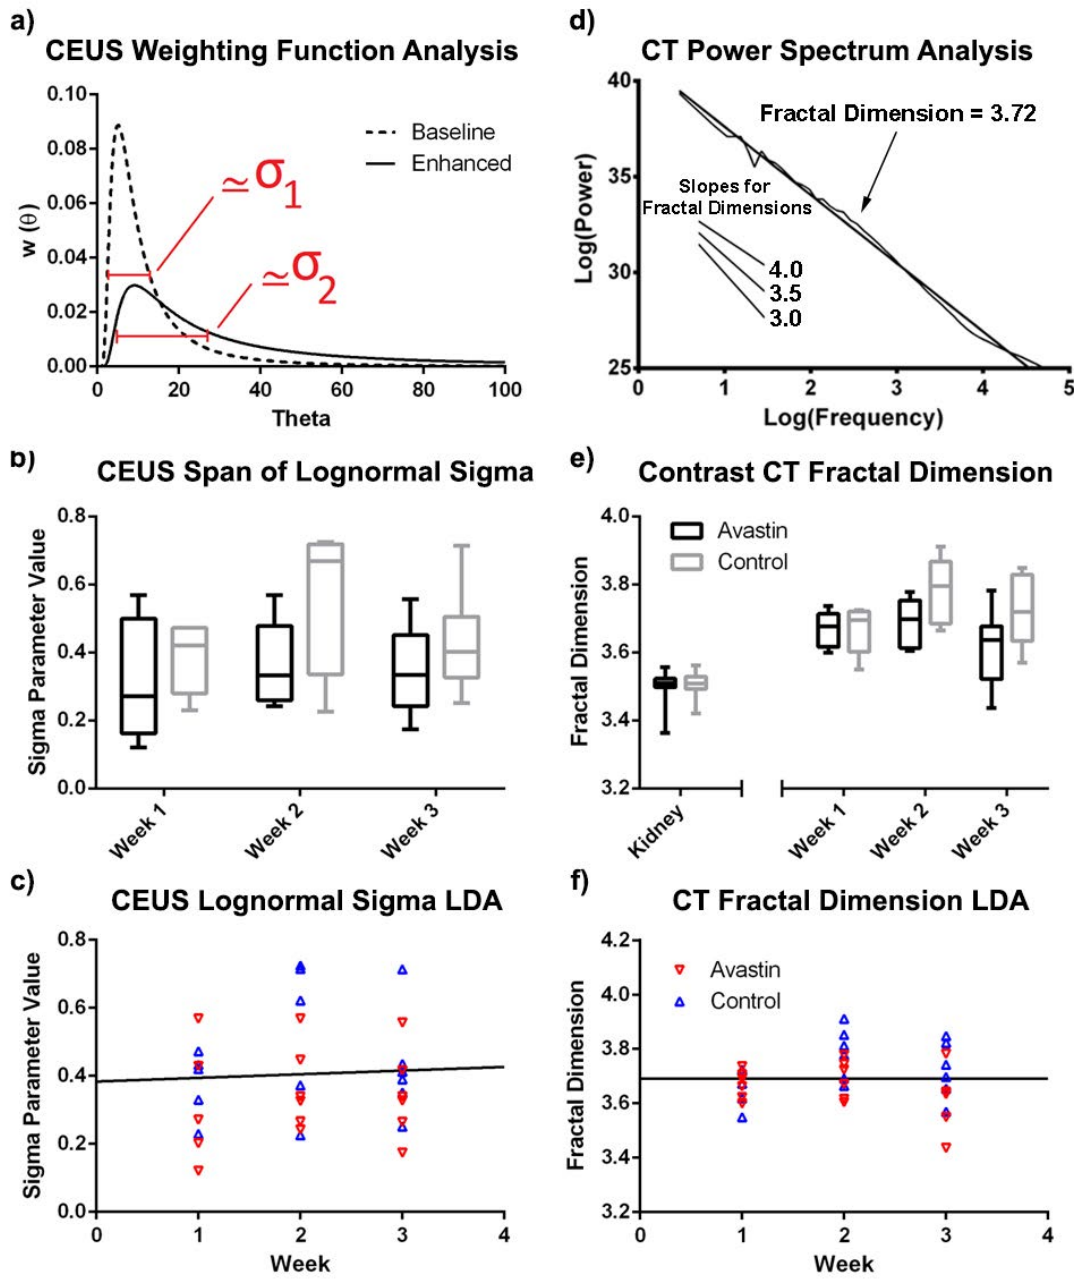 a)
CEUS Weighting Function Analysis
0.10
0.08
0.06
0.04
0.02
0.00
w (θ)
Baseline
Enhanced
≃σ1
≃σ2
0 20 40 60 80 100
Theta
d)
CT Power Spectrum Analysis
40
35
30
25
Log(Power)
Fractal Dimension = 3.72
Slopes for
Fractal Dimensions
4.0
3.5
3.0
0 1 2 3 4 5
Log(Frequency)
b)
CEUS Span of Lognormal Sigma
0.8
0.6
0.4
0.2
0.0
Sigma Parameter Value
Week 1 Week 2 Week 3
e)
Contrast CT Fractal Dimension
4.0
3.8
3.6
3.4
3.2
Fractal Dimension
Avastin
Control
Kidney Week 1 Week 2 Week 3
c)
CEUS Lognormal Sigma LDA
0.8
0.6
0.4
0.2
0.0
Sigma Parameter Value
0 1 2 3 4
Week
f)
CT Fractal Dimension LDA
4.2
4.0
3.8
3.6
3.4
3.2
Fractal Dimension
Avastin
Control
0 1 2 3 4
Week